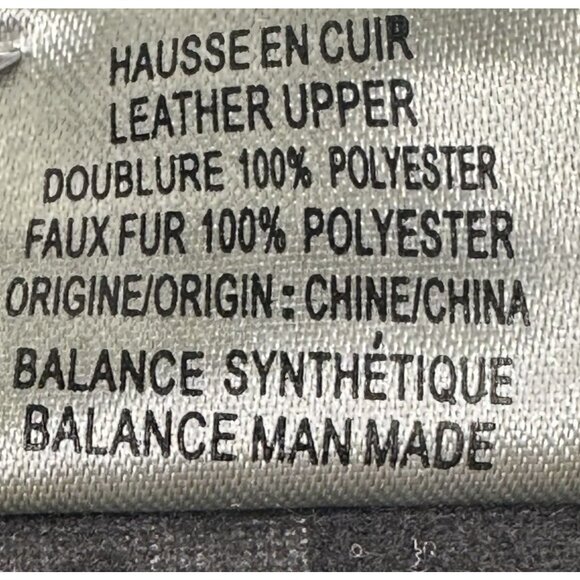 HAUSSE EN CUIR
LEATHER UPPER
DOUBLURE 100% POLYESTER
FAUX FUR 100% POLYESTER
ORIGINE/ORIGIN: CHINE/CHINA
BALANCE SYNTHÉTIQUE
BALANCE MAN MADE